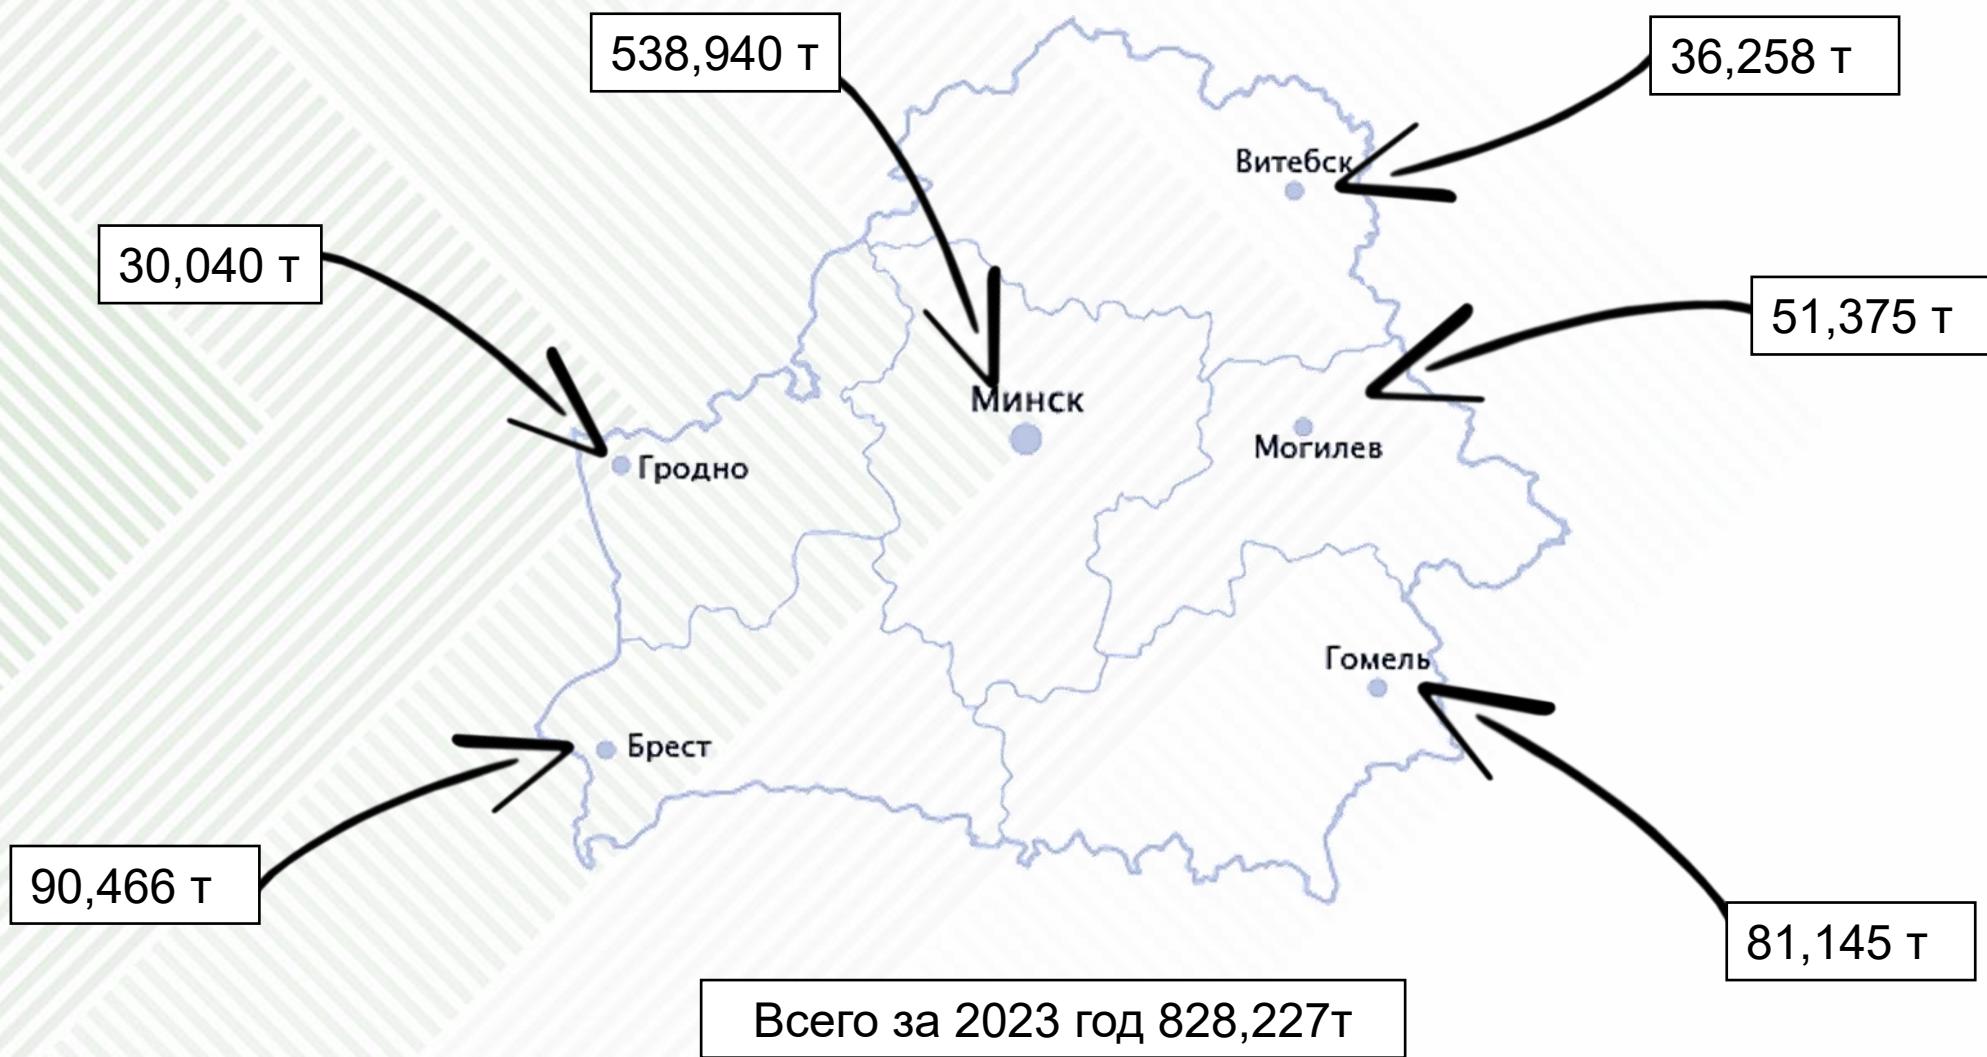 538,940 т
36,258 т
Витебск
30,040 т
51,375 т
Минск
Могилев
Гродно
Гомель
Брест
90,466 т
81,145 т
Всего за 2023 год 828,227т